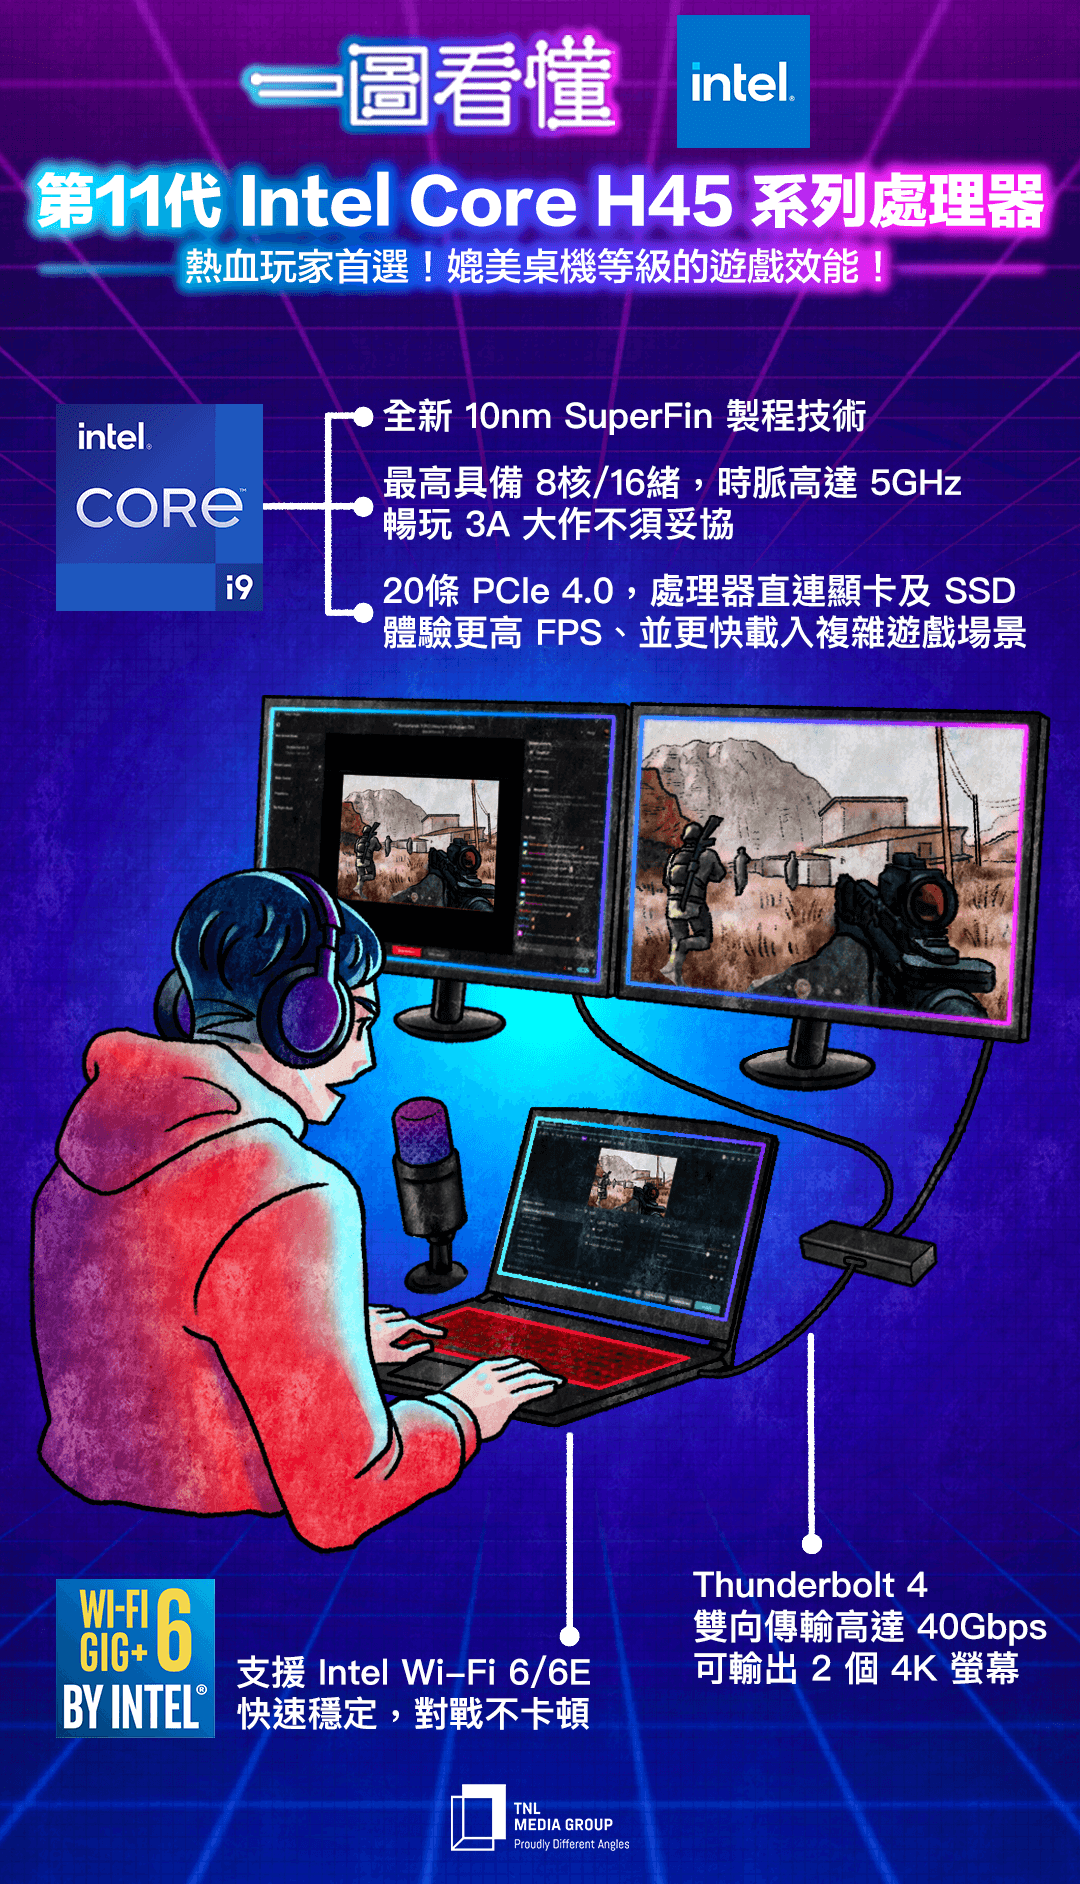 一圖看懂
intel.
第11代 Intel Core H45 系列處理器
熱血玩家首選！媲美桌機等級的遊戲效能！
intel.
CORE™
i9
全新 10nm SuperFin 製程技術
最高具備 8核/16緒，時脈高達 5GHz
暢玩 3A 大作不須妥協
20條 PCIe 4.0，處理器直連顯卡及 SSD
體驗更高 FPS、並更快載入複雜遊戲場景
Thunderbolt 4
雙向傳輸高達 40Gbps
可輸出 2 個 4K 螢幕
WI-FI 6
GIG+
BY INTEL®
支援 Intel Wi-Fi 6/6E
快速穩定，對戰不卡頓
TNL
MEDIA GROUP
Proudly Different Angles